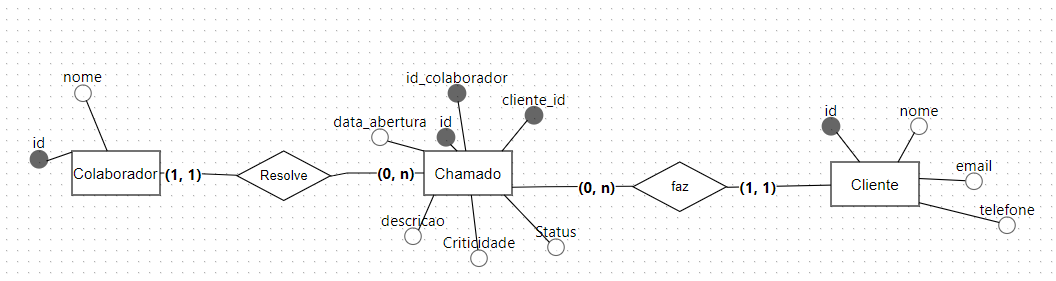 nome
id
Colaborador
(1, 1)
Resolve
(0, n)
id_colaborador
cliente_id
data_abertura
id
Chamado
descricao
Criticidade
Status
(0, n)
faz
(1, 1)
id
nome
Cliente
email
telefone